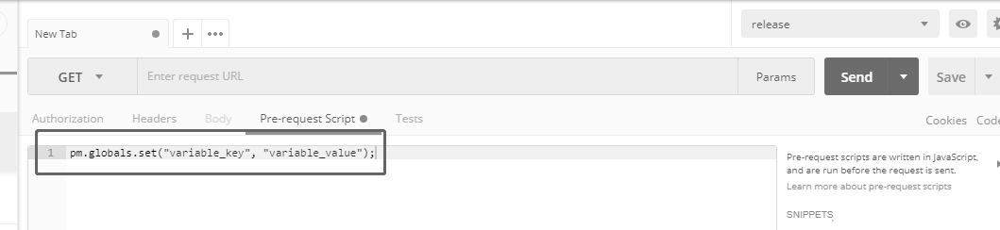 New Tab
release
GET
Enter request URL
Params
Send
Save
Authorization
Headers
Body
Pre-request Script
Tests
Cookies
Code
1 pm.globals.set("variable_key", "variable_value");
Pre-request scripts are written in JavaScript,
and are run before the request is sent.
Learn more about pre-request scripts
SNIPPETS